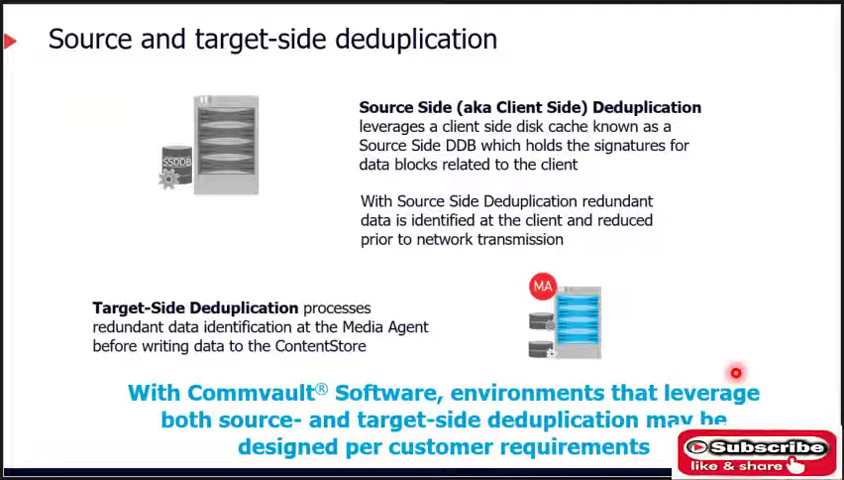 Source and target-side deduplication
Source Side (aka Client Side) Deduplication
leverages a client side disk cache known as a
Source Side DDB which holds the signatures for
data blocks related to the client
SSDDB
With Source Side Deduplication redundant
data is identified at the client and reduced
prior to network transmission
MA
Target-Side Deduplication processes
redundant data identification at the Media Agent
before writing data to the ContentStore
With Commvault® Software, environments that leverage
both source- and target-side deduplication may be
designed per customer requirements
Subscribe
like & share